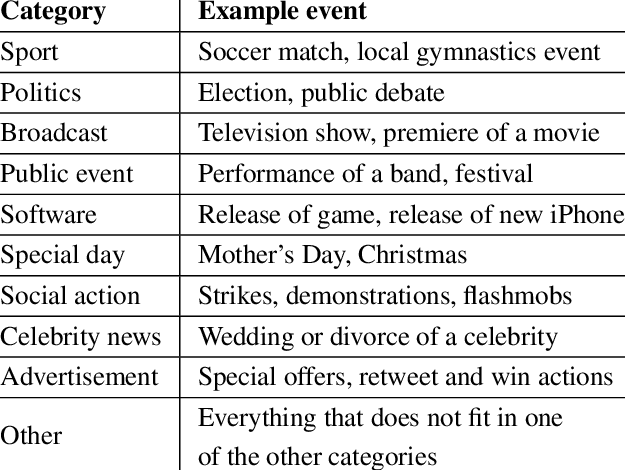 Category Example event
Sport Soccer match, local gymnastics event
Politics Election, public debate
Broadcast Television show, premiere of a movie
Public event Performance of a band, festival
Software Release of game, release of new iPhone
Special day Mother’s Day, Christmas
Social action Strikes, demonstrations, flashmobs
Celebrity news Wedding or divorce of a celebrity
Advertisement Special offers, retweet and win actions
Other Everything that does not fit in one
of the other categories